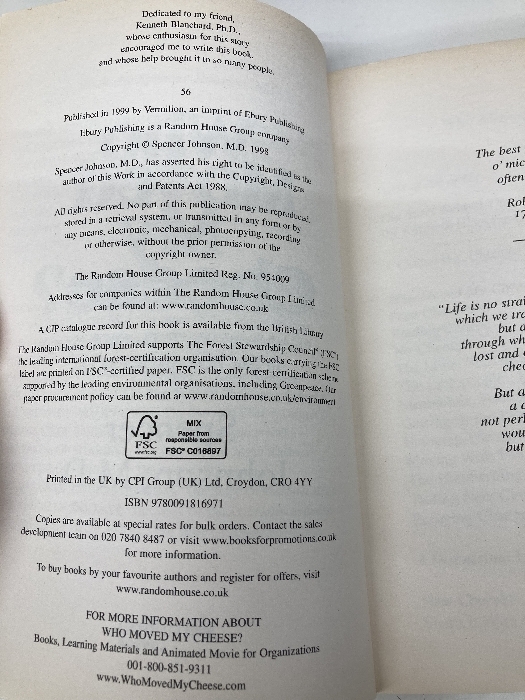 Dedicated to my friend,
Kenneth Blanchard, Ph.D.,
whose enthusiasm for this story
encouraged me to write this book,
and whose help brought it to so many people.
56
Published in 1999 by Vermilion, an imprint of Ebury Publishing
Ebury Publishing is a Random House Group company
Copyright © Spencer Johnson, M.D. 1998
Spencer Johnson, M.D., has asserted his right to be identified as the
author of this Work in accordance with the Copyright, Designs
and Patents Act 1988.
All rights reserved. No part of this publication may be reproduced,
stored in a retrieval system, or transmitted in any form or by
any means, electronic, mechanical, photocopying, recording
or otherwise, without the prior permission of the
copyright owner.
The Random House Group Limited Reg. No. 954009
Addresses for companies within The Random House Group Limited
can be found at: www.randomhouse.co.uk
A CIP catalogue record for this book is available from the British Library
The Random House Group Limited supports The Forest Stewardship Council® (FSC®)
the leading international forest-certification organisation. Our books carrying the FSC
label are printed on FSC®-certified paper. FSC is the only forest-certification scheme
supported by the leading environmental organisations, including Greenpeace. Our
paper procurement policy can be found at www.randomhouse.co.uk/environment
FSC
www.fsc.org
MIX
Paper from
responsible sources
FSC® C016897
Printed in the UK by CPI Group (UK) Ltd, Croydon, CR0 4YY
ISBN 9780091816971
Copies are available at special rates for bulk orders. Contact the sales
development team on 020 7840 8487 or visit www.booksforpromotions.co.uk
for more information.
To buy books by your favourite authors and register for offers, visit
www.randomhouse.co.uk
FOR MORE INFORMATION ABOUT
WHO MOVED MY CHEESE?
Books, Learning Materials and Animated Movie for Organizations
001-800-851-9311
www.WhoMovedMyCheese.com
The best
o' mic
often
Rob
17
"Life is no strai
which we tra
but a
through wh
lost and
chec
But a
a c
not perh
wou
but